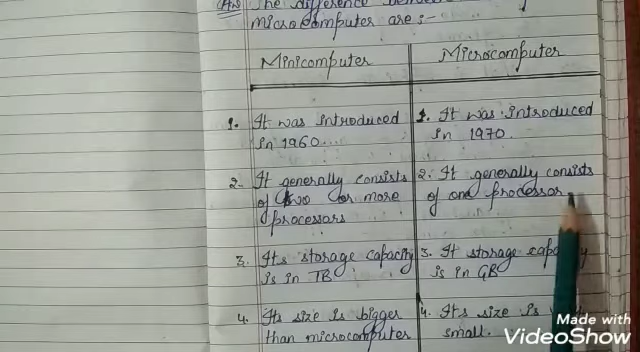 (Ans) The difference
microcomputer are :-
Minicomputer
Microcomputer
1. It was introduced
in 1960.
1. It was introduced
in 1970.
2. It generally consists
of two or more
processors
2. It generally consists
of one processor.
3. Its storage capacity
is in TB
3. It storage
is in GB
4. Its size is bigger
than microcomputer
4. Its size is
small.
Made with
VideoShow